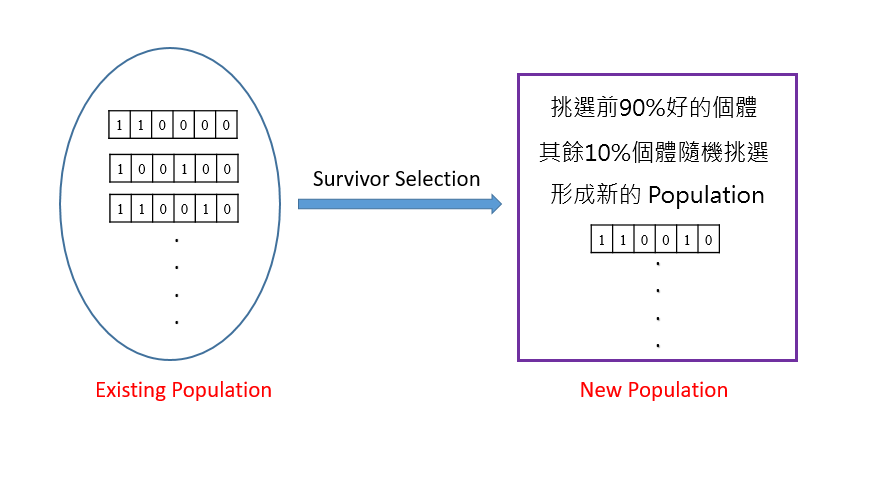 1 1 0 0 0 0
1 0 0 1 0 0
1 1 0 0 1 0
Existing Population
Survivor Selection
挑選前90%好的個體
其餘10%個體隨機挑選
形成新的 Population
1 1 0 0 1 0
New Population